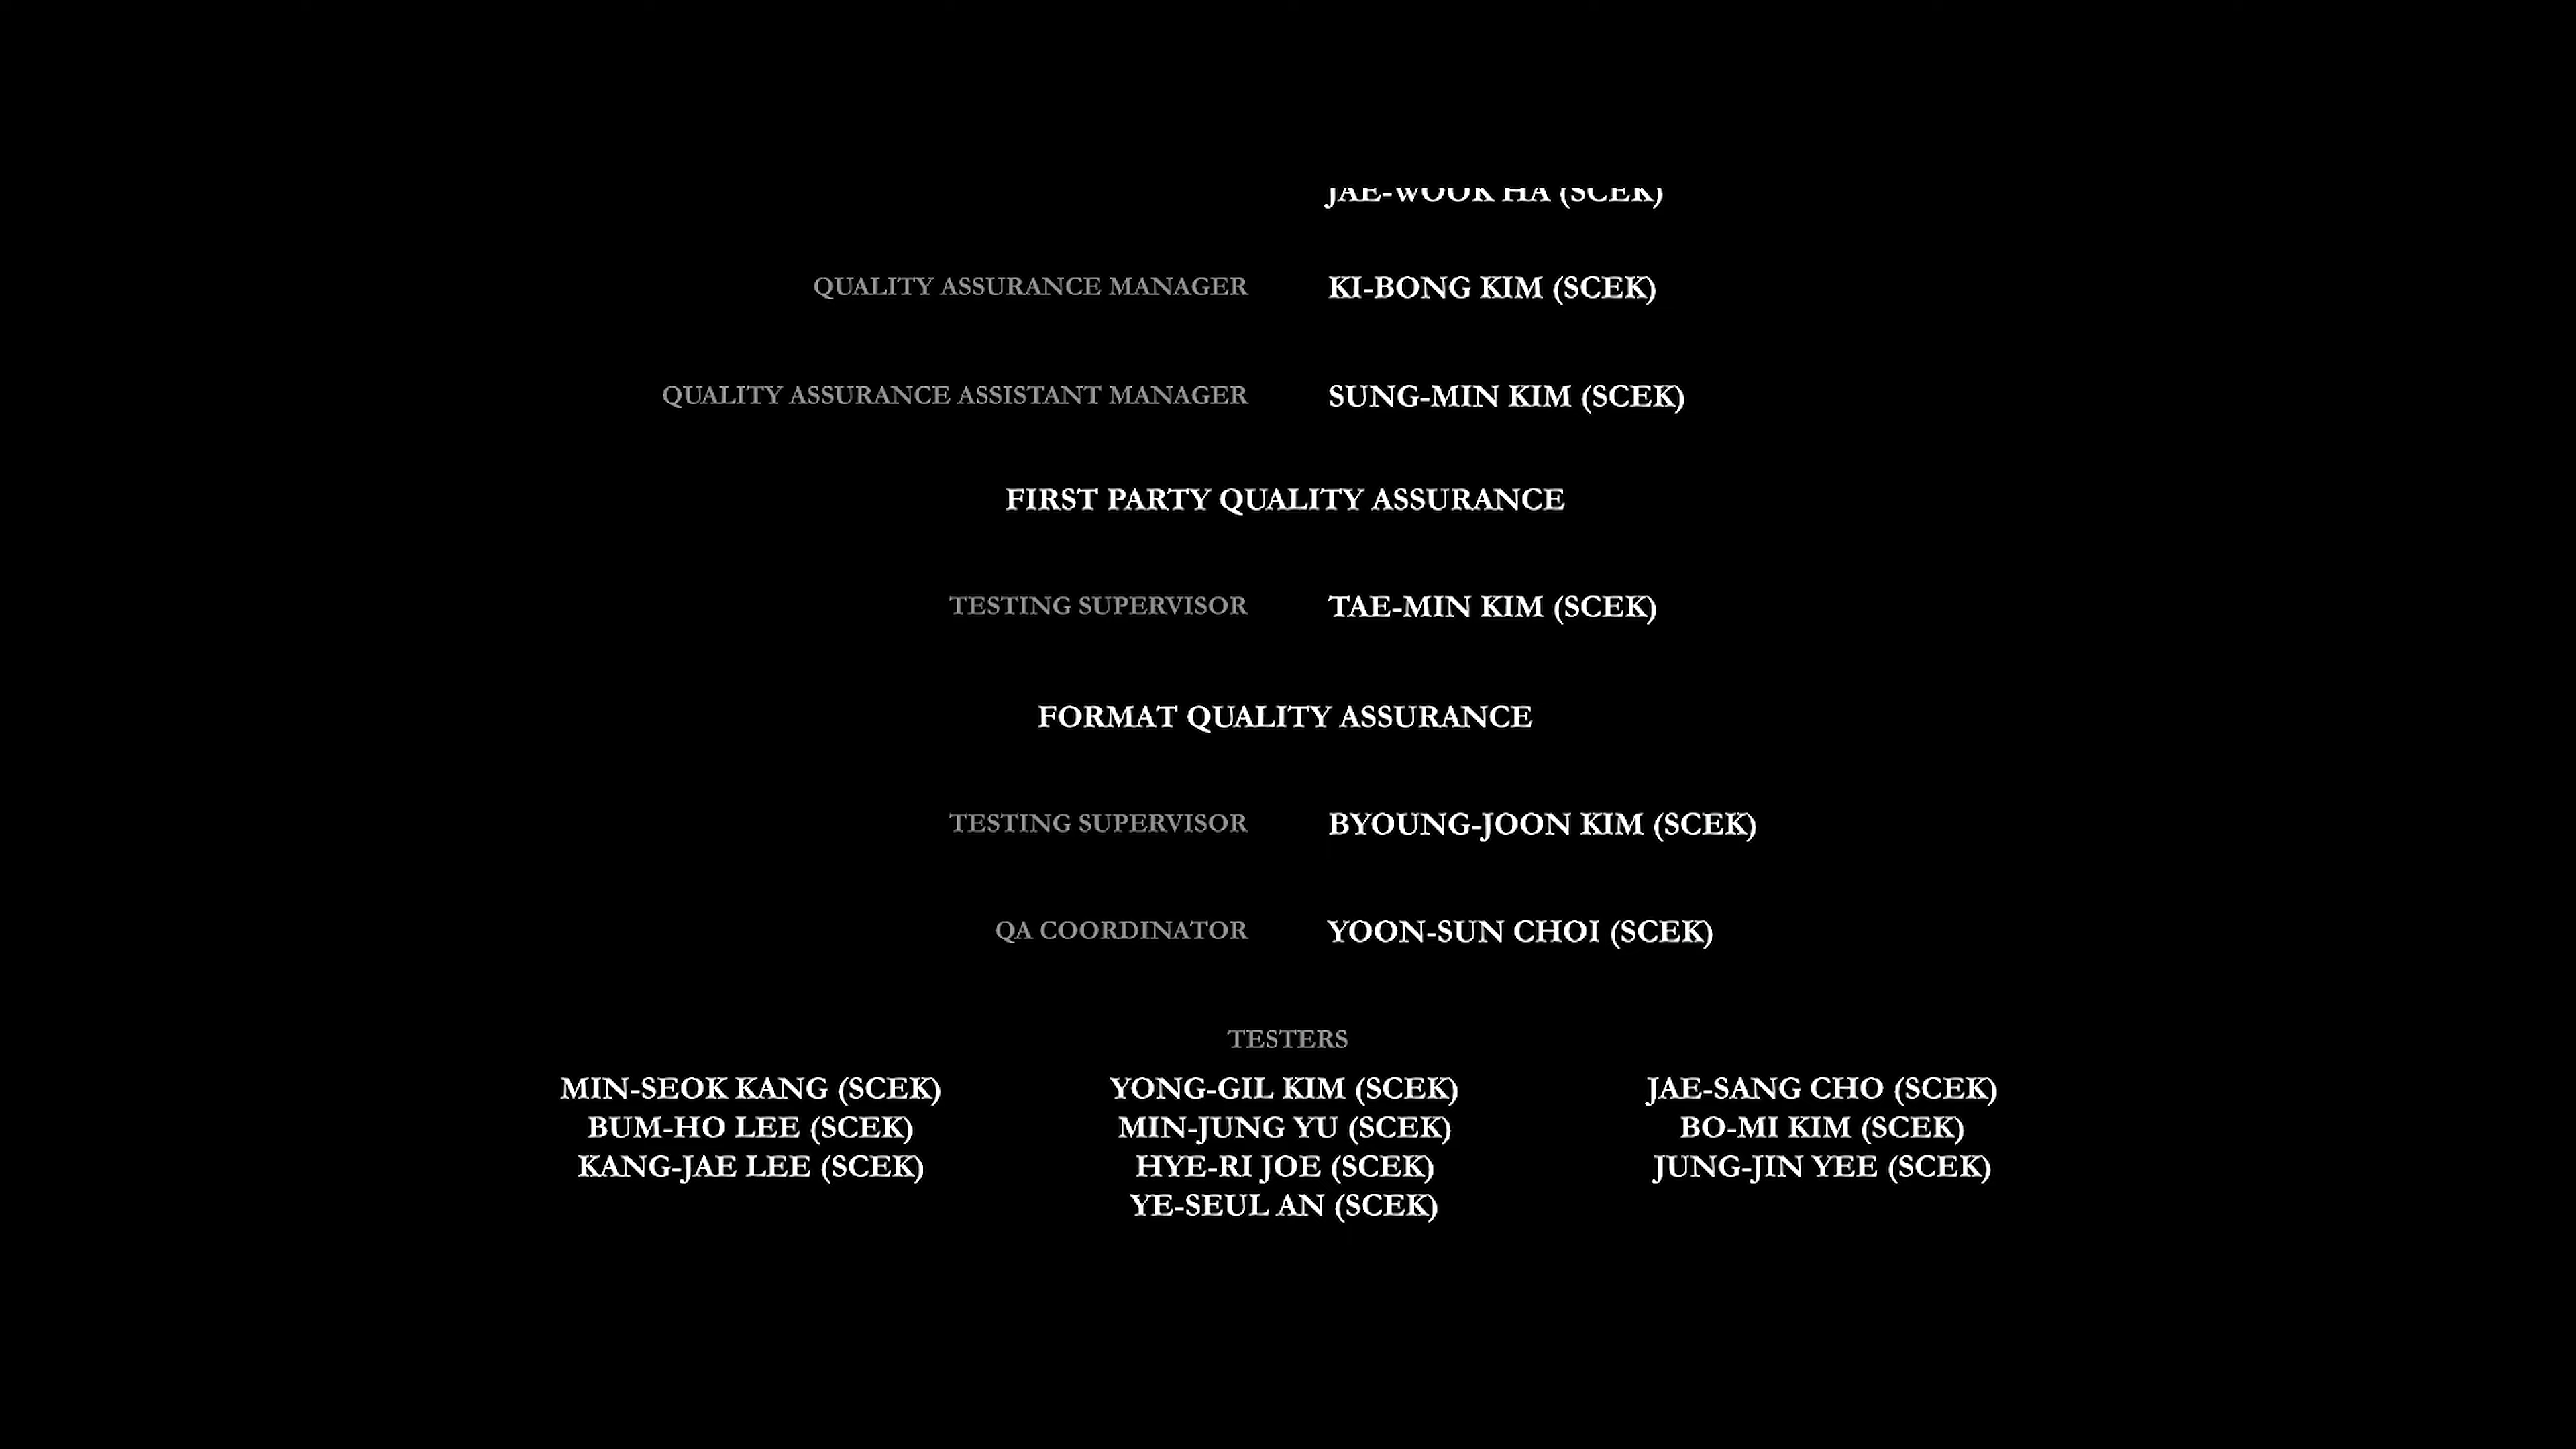 JAE-WOOK HA (SCEK)
QUALITY ASSURANCE MANAGER KI-BONG KIM (SCEK)
QUALITY ASSURANCE ASSISTANT MANAGER SUNG-MIN KIM (SCEK)
FIRST PARTY QUALITY ASSURANCE
TESTING SUPERVISOR TAE-MIN KIM (SCEK)
FORMAT QUALITY ASSURANCE
TESTING SUPERVISOR BYOUNG-JOON KIM (SCEK)
QA COORDINATOR YOON-SUN CHOI (SCEK)
TESTERS
MIN-SEOK KANG (SCEK) YONG-GIL KIM (SCEK) JAE-SANG CHO (SCEK)
BUM-HO LEE (SCEK) MIN-JUNG YU (SCEK) BO-MI KIM (SCEK)
KANG-JAE LEE (SCEK) HYE-RI JOE (SCEK) JUNG-JIN YEE (SCEK)
YE-SEUL AN (SCEK)